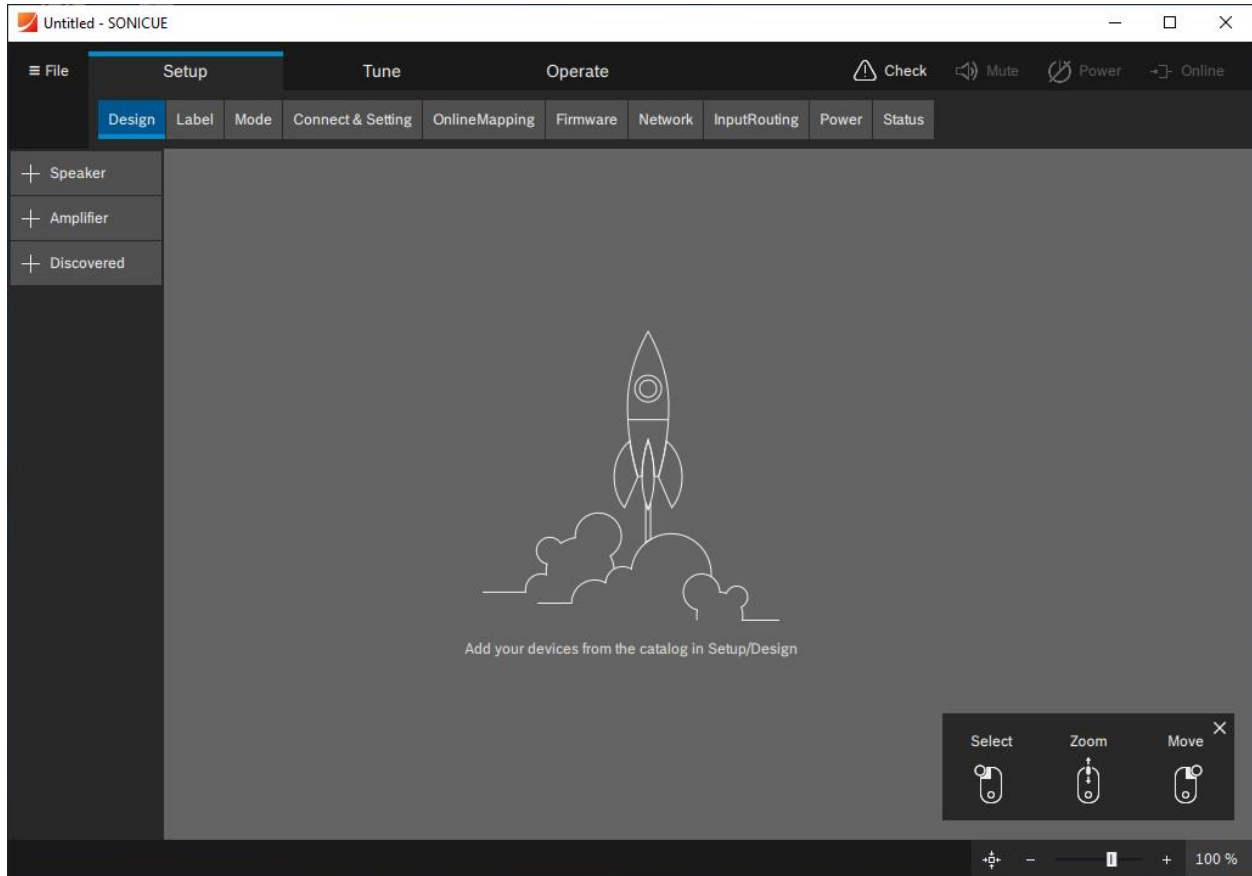 Untitled - SONICUE
≡ File Setup Tune Operate Check Mute Power Online
Design Label Mode Connect & Setting OnlineMapping Firmware Network InputRouting Power Status
+ Speaker
+ Amplifier
+ Discovered
Add your devices from the catalog in Setup/Design
Select Zoom Move
− + 100 %